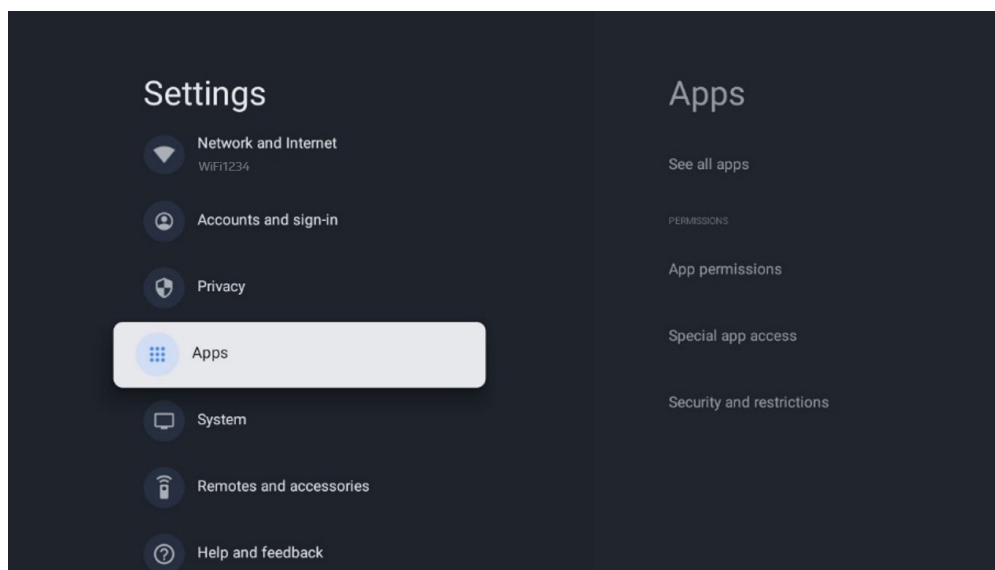 Settings
Network and Internet
WiFi1234
Accounts and sign-in
Privacy
Apps
System
Remotes and accessories
Help and feedback
Apps
See all apps
PERMISSIONS
App permissions
Special app access
Security and restrictions